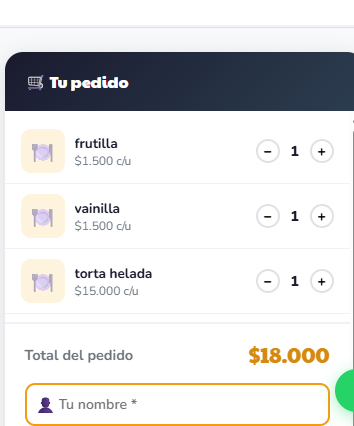 Tu pedido
frutilla
$1.500 c/u
− 1 +
vainilla
$1.500 c/u
− 1 +
torta helada
$15.000 c/u
− 1 +
Total del pedido $18.000
Tu nombre *